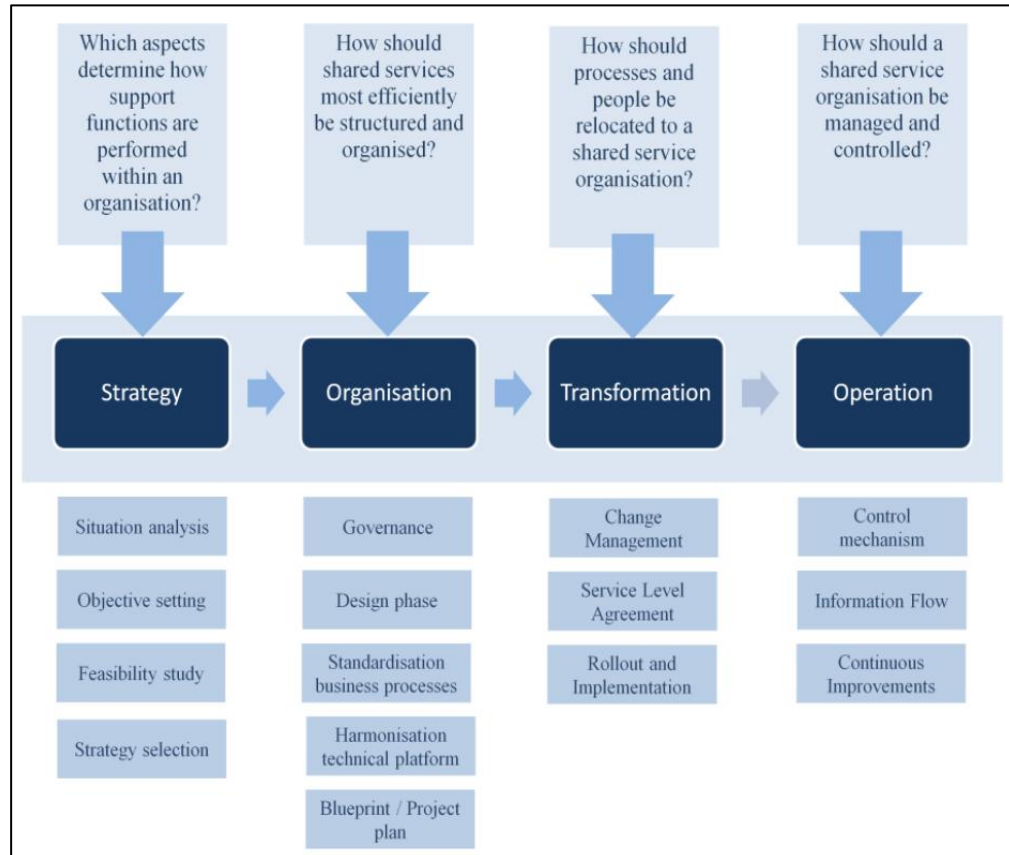 Which aspects
determine how
support
functions are
performed
within an
organisation?
How should
shared services
most efficiently
be structured and
organised?
How should
processes and
people be
relocated to a
shared service
organisation?
How should a
shared service
organisation be
managed and
controlled?
Strategy
Organisation
Transformation
Operation
Situation analysis
Objective setting
Feasibility study
Strategy selection
Governance
Design phase
Standardisation
business processes
Harmonisation
technical platform
Blueprint / Project
plan
Change
Management
Service Level
Agreement
Rollout and
Implementation
Control
mechanism
Information Flow
Continuous
Improvements